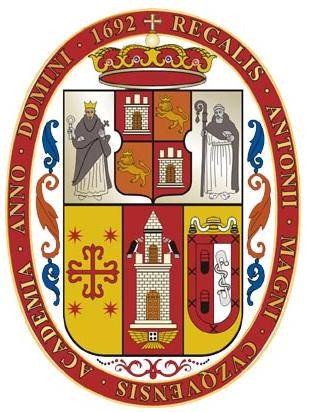 ACADEMIA · ANNO · DOMINI · 1692 REGALIS · ANTONII · MAGNI · CVZQVENSIS ·